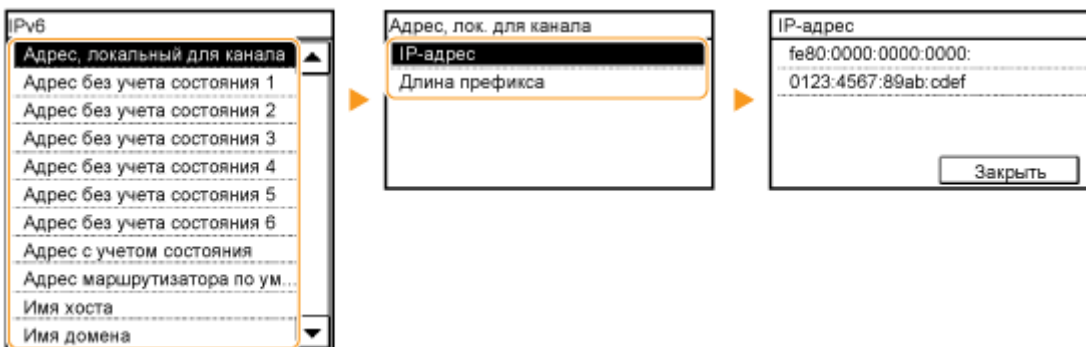 IPv6
Адрес, локальный для канала
Адрес без учета состояния 1
Адрес без учета состояния 2
Адрес без учета состояния 3
Адрес без учета состояния 4
Адрес без учета состояния 5
Адрес без учета состояния 6
Адрес с учетом состояния
Адрес маршрутизатора по ум...
Имя хоста
Имя домена
Адрес, лок. для канала
IP-адрес
Длина префикса
IP-адрес
fe80:0000:0000:0000:
0123:4567:89ab:cdef
Закрыть